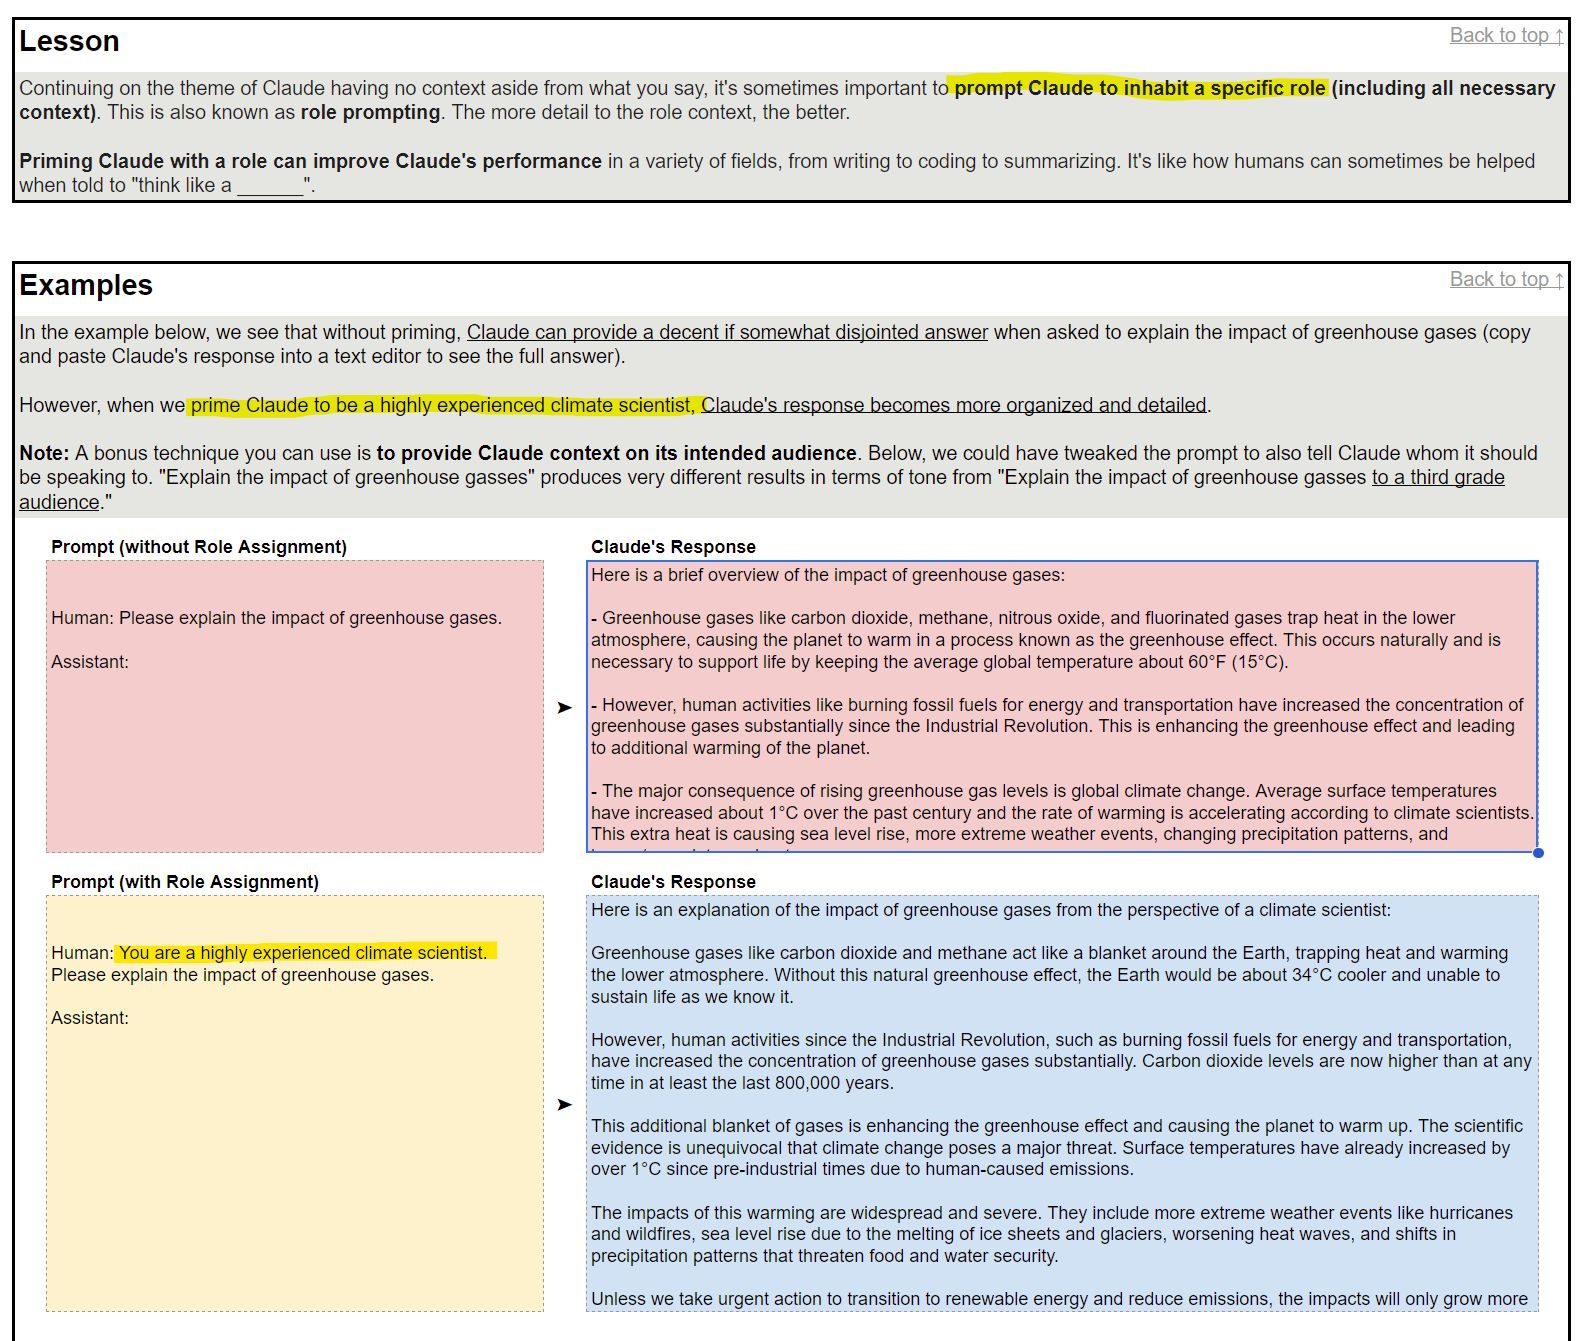 Lesson
Back to top ↑
Continuing on the theme of Claude having no context aside from what you say, it's sometimes important to prompt Claude to inhabit a specific role (including all necessary
context). This is also known as role prompting. The more detail to the role context, the better.
Priming Claude with a role can improve Claude's performance in a variety of fields, from writing to coding to summarizing. It's like how humans can sometimes be helped
when told to "think like a ______".
Examples
Back to top ↑
In the example below, we see that without priming, Claude can provide a decent if somewhat disjointed answer when asked to explain the impact of greenhouse gases (copy
and paste Claude's response into a text editor to see the full answer).
However, when we prime Claude to be a highly experienced climate scientist, Claude's response becomes more organized and detailed.
Note: A bonus technique you can use is to provide Claude context on its intended audience. Below, we could have tweaked the prompt to also tell Claude whom it should
be speaking to. "Explain the impact of greenhouse gasses" produces very different results in terms of tone from "Explain the impact of greenhouse gasses to a third grade
audience."
Prompt (without Role Assignment)
Human: Please explain the impact of greenhouse gases.
Assistant:
➤
Claude's Response
Here is a brief overview of the impact of greenhouse gases:
- Greenhouse gases like carbon dioxide, methane, nitrous oxide, and fluorinated gases trap heat in the lower
atmosphere, causing the planet to warm in a process known as the greenhouse effect. This occurs naturally and is
necessary to support life by keeping the average global temperature about 60°F (15°C).
- However, human activities like burning fossil fuels for energy and transportation have increased the concentration of
greenhouse gases substantially since the Industrial Revolution. This is enhancing the greenhouse effect and leading
to additional warming of the planet.
- The major consequence of rising greenhouse gas levels is global climate change. Average surface temperatures
have increased about 1°C over the past century and the rate of warming is accelerating according to climate scientists.
This extra heat is causing sea level rise, more extreme weather events, changing precipitation patterns, and
Prompt (with Role Assignment)
Human: You are a highly experienced climate scientist.
Please explain the impact of greenhouse gases.
Assistant:
➤
Claude's Response
Here is an explanation of the impact of greenhouse gases from the perspective of a climate scientist:
Greenhouse gases like carbon dioxide and methane act like a blanket around the Earth, trapping heat and warming
the lower atmosphere. Without this natural greenhouse effect, the Earth would be about 34°C cooler and unable to
sustain life as we know it.
However, human activities since the Industrial Revolution, such as burning fossil fuels for energy and transportation,
have increased the concentration of greenhouse gases substantially. Carbon dioxide levels are now higher than at any
time in at least the last 800,000 years.
This additional blanket of gases is enhancing the greenhouse effect and causing the planet to warm up. The scientific
evidence is unequivocal that climate change poses a major threat. Surface temperatures have already increased by
over 1°C since pre-industrial times due to human-caused emissions.
The impacts of this warming are widespread and severe. They include more extreme weather events like hurricanes
and wildfires, sea level rise due to the melting of ice sheets and glaciers, worsening heat waves, and shifts in
precipitation patterns that threaten food and water security.
Unless we take urgent action to transition to renewable energy and reduce emissions, the impacts will only grow more